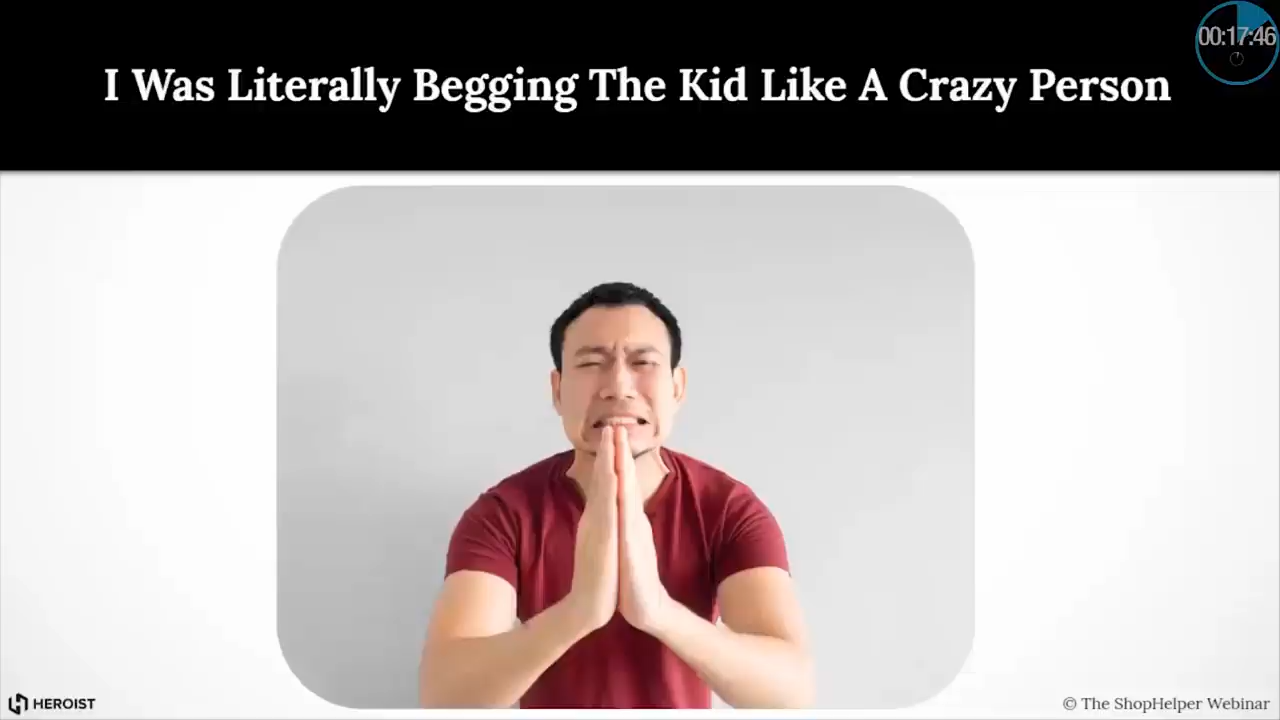 00:17:46
I Was Literally Begging The Kid Like A Crazy Person
HEROIST
© The ShopHelper Webinar